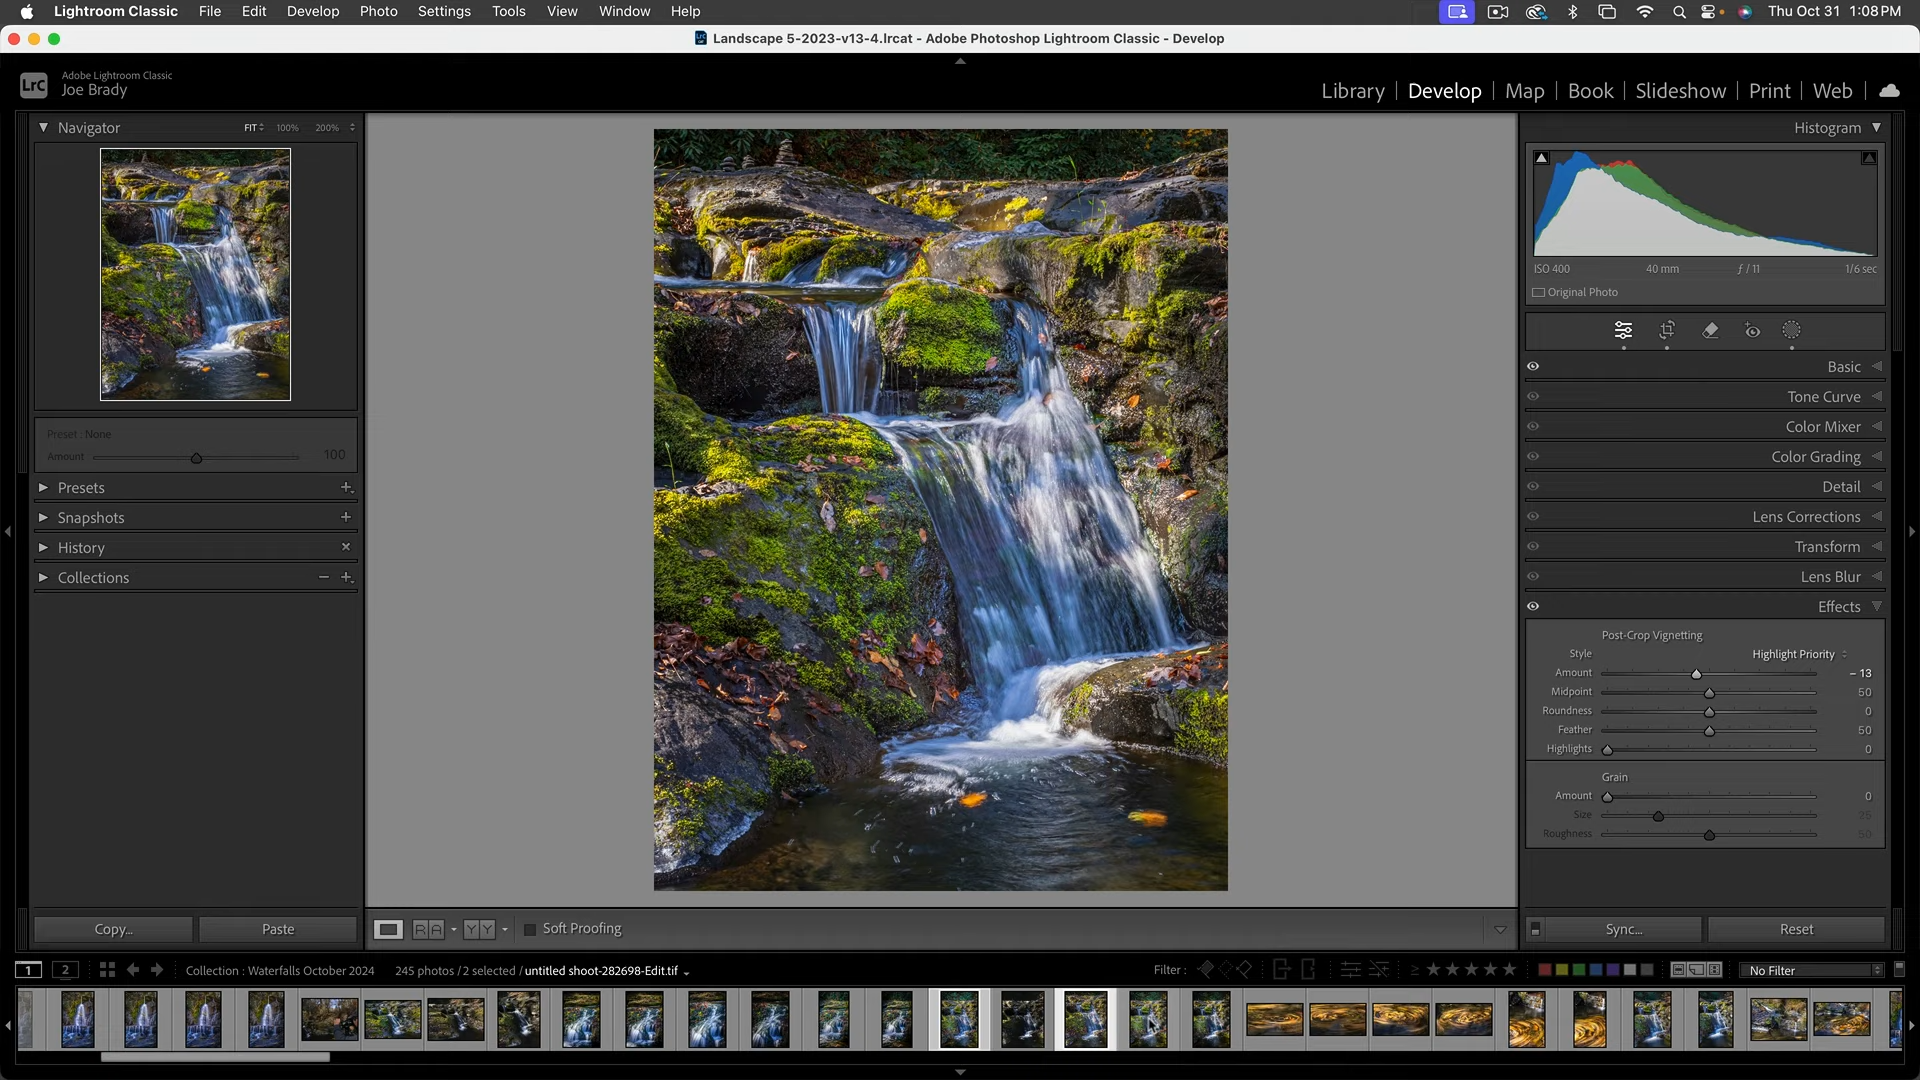 Lightroom Classic File Edit Develop Photo Settings Tools View Window Help Thu Oct 31 1:08 PM
Landscape 5-2023-v13-4.lrcat - Adobe Photoshop Lightroom Classic - Develop
LrC
Adobe Lightroom Classic
Joe Brady
Library | Develop | Map | Book | Slideshow | Print | Web |
Navigator FIT 100% 200%
Preset : None
Amount 100
Presets
Snapshots
History
Collections
Copy... Paste
Histogram
ISO 400 40 mm ƒ / 11 1/6 sec
Original Photo
Basic
Tone Curve
Color Mixer
Color Grading
Detail
Lens Corrections
Transform
Lens Blur
Effects
Post-Crop Vignetting
Style Highlight Priority
Amount – 13
Midpoint 50
Roundness 0
Feather 50
Highlights 0
Grain
Amount 0
Size 25
Roughness 50
Sync... Reset
R A Y Y Soft Proofing
1 2 Collection : Waterfalls October 2024 245 photos / 2 selected / untitled shoot-282698-Edit.tif Filter : ≥ No Filter